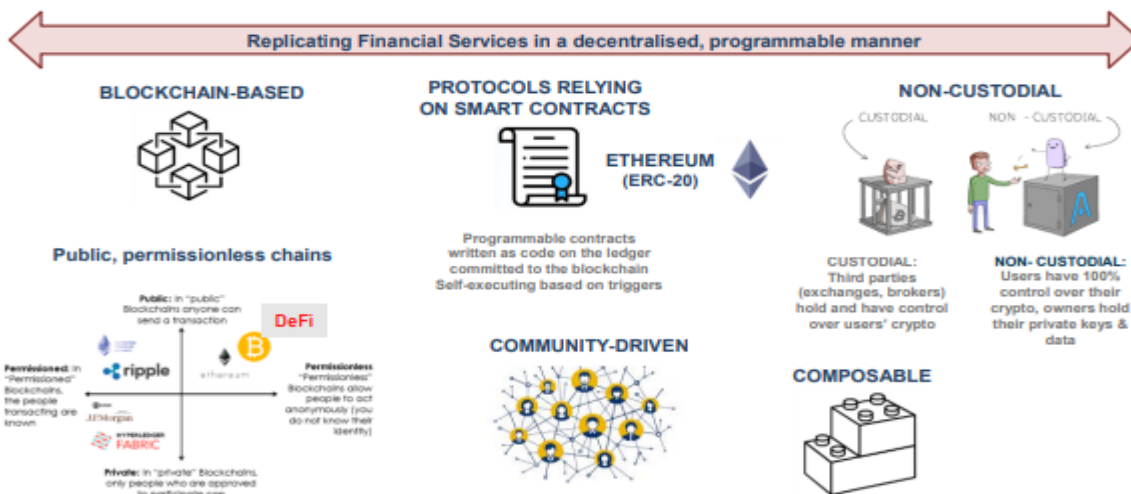 Replicating Financial Services in a decentralised, programmable manner
BLOCKCHAIN-BASED
PROTOCOLS RELYING
ON SMART CONTRACTS
ETHEREUM
(ERC-20)
Programmable contracts
written as code on the ledger
committed to the blockchain
Self-executing based on triggers
NON-CUSTODIAL
CUSTODIAL
NON - CUSTODIAL
CUSTODIAL:
Third parties
(exchanges, brokers)
hold and have control
over users' crypto
NON- CUSTODIAL:
Users have 100%
control over their
crypto, owners hold
their private keys &
data
Public, permissionless chains
Public: In "public"
Blockchains anyone can
send a transaction
DeFi
Permissioned: In
"Permissioned"
Blockchains,
the people
transacting are
known
ripple
ethereum
J.P.Morgan
HYPERLEDGER
FABRIC
Permissionless
"Permissionless"
Blockchains allow
people to act
anonymously (you
do not know their
identity)
Private: In "private" Blockchains,
only people who are approved
to participate can
COMMUNITY-DRIVEN
COMPOSABLE